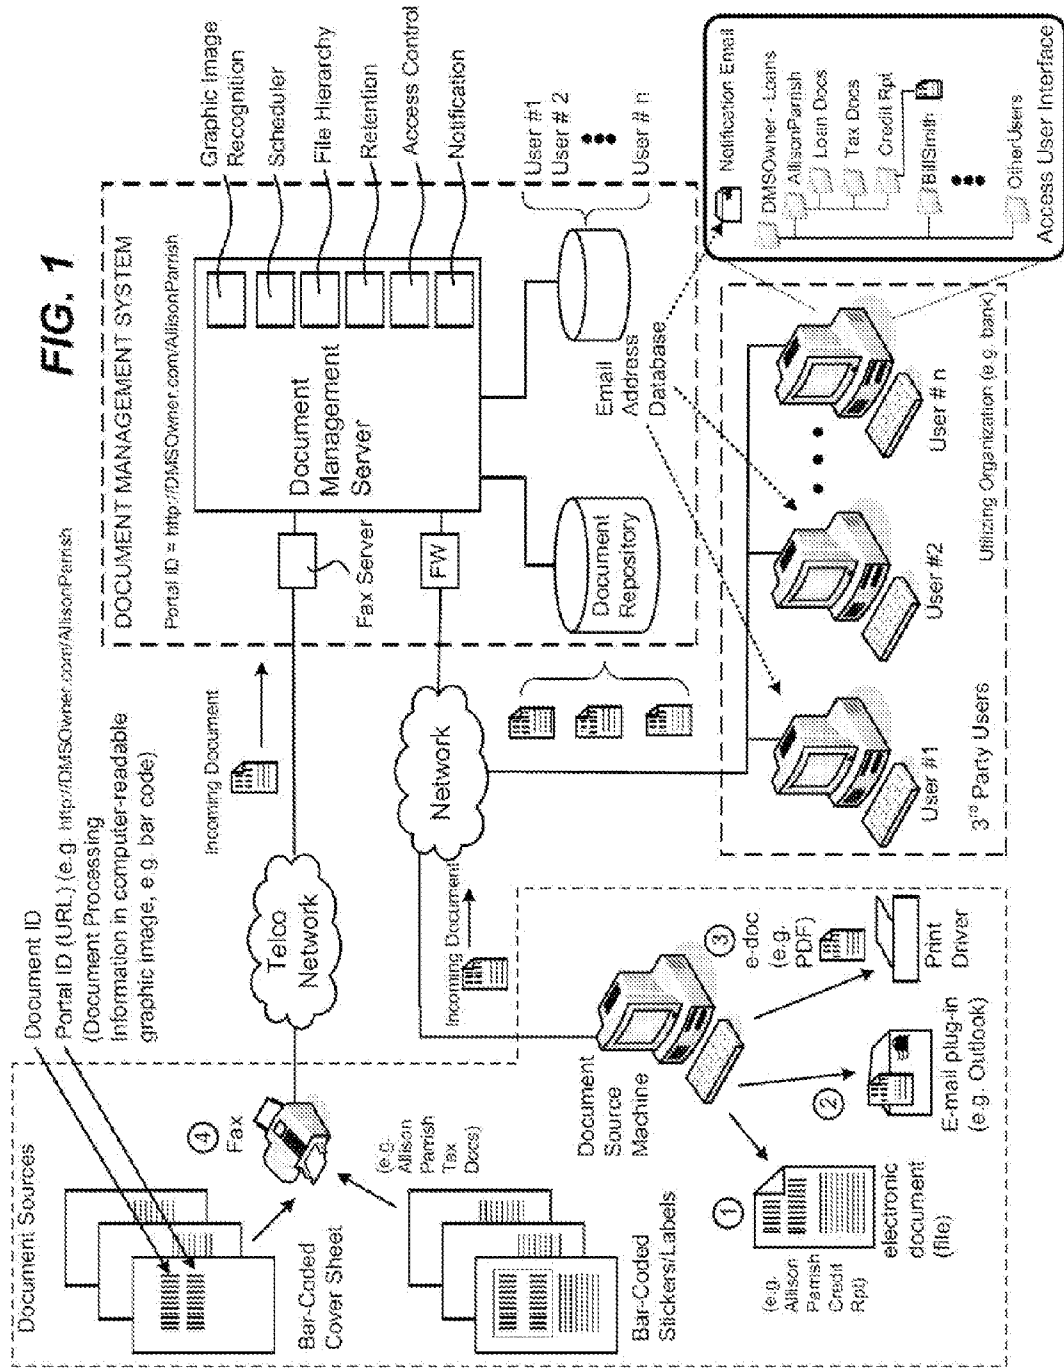 FIG. 1
Document Sources
Document ID
Portal ID (URL) (e.g. http://DMSOwner.com/AllisonParrish
(Document Processing
Information in computer-readable
graphic image, e.g. bar code)
Bar-Coded
Cover Sheet
4
Fax
(e.g.
Allison
Parrish
Tax
Docs)
Bar-Coded
Stickers/Labels
Telco
Network
Incoming Document
DOCUMENT MANAGEMENT SYSTEM
Portal ID = http://DMSOwner.com/AllisonParrish
Fax Server
FW
Document
Management
Server
Graphic Image
Recognition
Scheduler
File Hierarchy
Retention
Access Control
Notification
Document
Repository
Email
Address
Database
User #1
User # 2
User # n
Network
Incoming Document
Document
Source
Machine
1
(e.g.
Allison
Parrish
Credit
Rpt)
electronic
document
(file)
2
E-mail plug-in
(e.g. Outlook)
3
e-doc
(e.g.
PDF)
Print
Driver
User #1
3rd Party Users
User #2
User # n
Utilizing Organization (e.g. bank)
Notification Email
DMSOwner - Loans
AllisonParrish
Loan Docs
Tax Docs
Credit Rpt
BillSmith
OtherUsers
Access User Interface